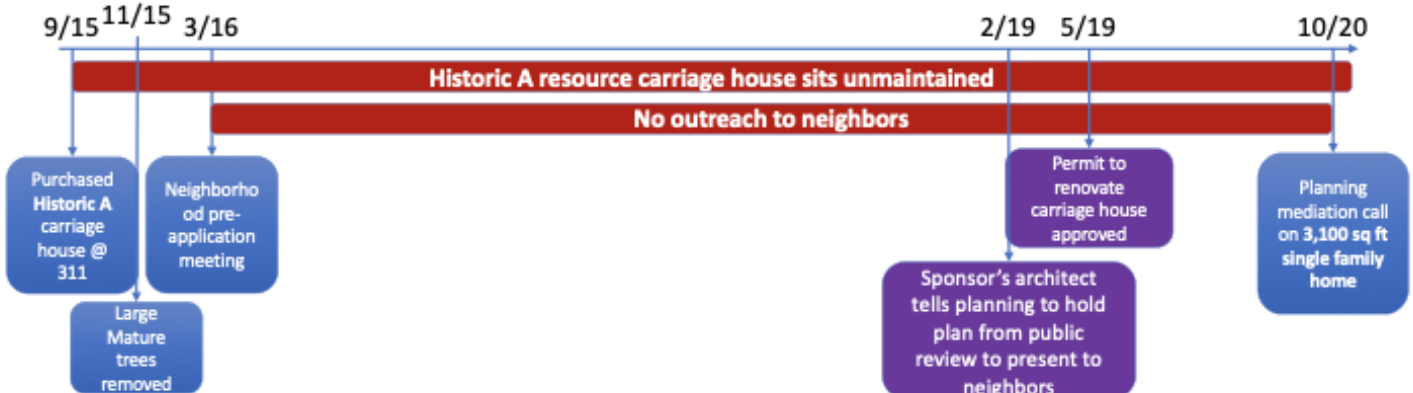 9/15
11/15
3/16
2/19
5/19
10/20
Historic A resource carriage house sits unmaintained
No outreach to neighbors
Purchased
Historic A
carriage
house @
311
Large
Mature
trees
removed
Neighborho
od pre-
application
meeting
Sponsor's architect
tells planning to hold
plan from public
review to present to
neighbors
Permit to
renovate
carriage house
approved
Planning
mediation call
on 3,100 sq ft
single family
home